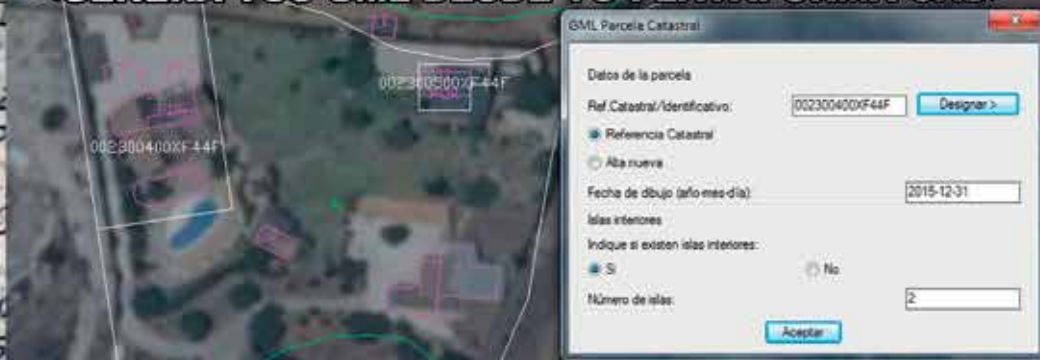 GML Parcela Catastral
Datos de la parcela
Ref.Catastral/Identificativo:
002300400XF44F
Designar >
Referencia Catastral
Alta nueva
Fecha de dibujo (año-mes-día):
2015-12-31
Islas interiores
Indique si existen islas interiores:
Si
No
Número de islas:
2
Aceptar
002300500XF44F
002300400XF44F